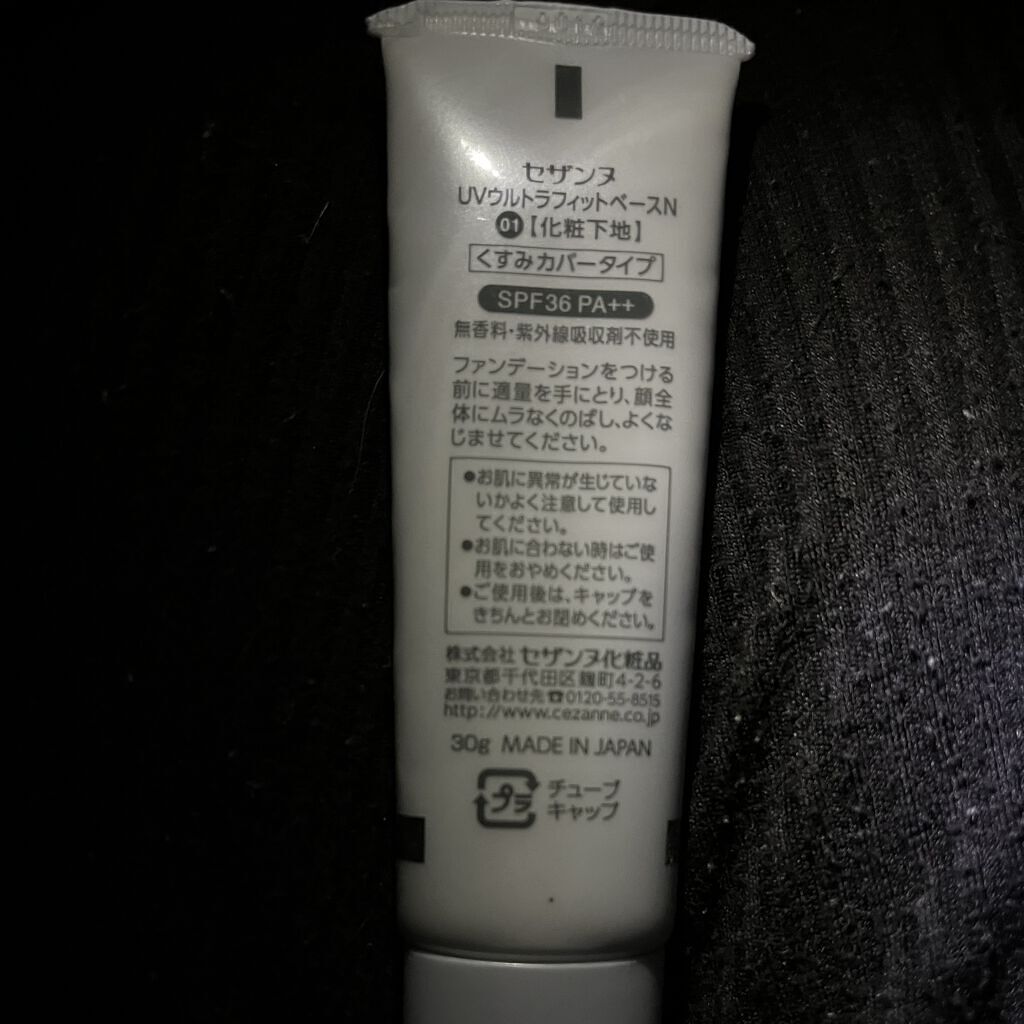 セザンヌ
UVウルトラフィットベースN
01【化粧下地】
くすみカバータイプ
SPF36 PA++
無香料・紫外線吸収剤不使用
ファンデーションをつける
前に適量を手にとり、顔全
体にムラなくのばし、よくな
じませてください。
●お肌に異常が生じていな
いかよく注意して使用し
てください。
●お肌に合わない時はご使
用をおやめください。
●ご使用後は、キャップを
きちんとお閉めください。
株式会社 セザンヌ化粧品
東京都千代田区麹町4-2-6
お問い合わせ先 ☎0120-55-8515
http://www.cezanne.co.jp
30g MADE IN JAPAN
プラ チューブ
キャップ